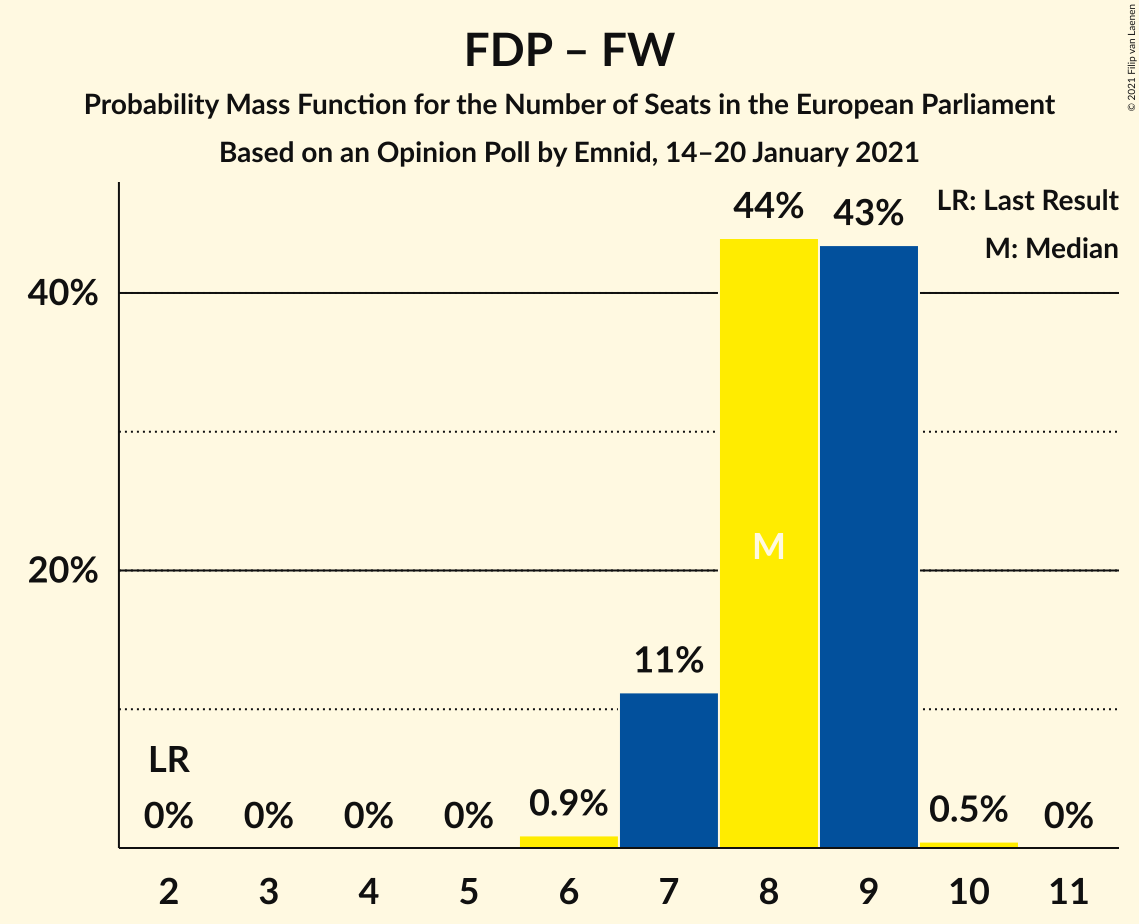 FDP – FW
Probability Mass Function for the Number of Seats in the European Parliament
Based on an Opinion Poll by Emnid, 14–20 January 2021
© 2021 Filip van Laenen
LR: Last Result
M: Median
44%
43%
40%
M
20%
11%
LR
0%
0%
0%
0%
0.9%
0.5%
0%
2
3
4
5
6
7
8
9
10
11